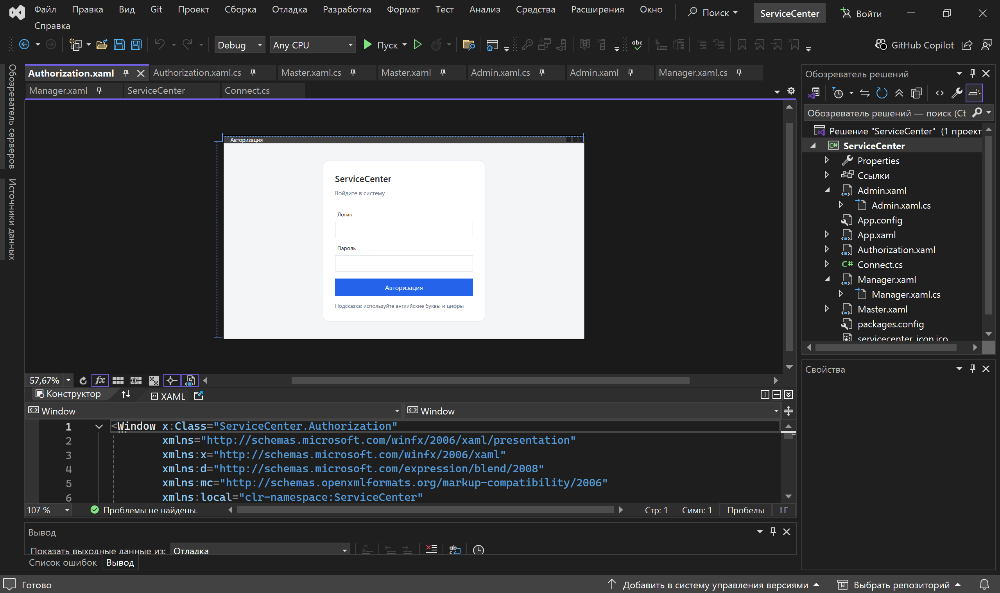 Файл Правка Вид Git Проект Сборка Отладка Разработка Формат Тест Анализ Средства Расширения Окно Поиск ServiceCenter Войти
Справка
Debug Any CPU Пуск GitHub Copilot
Обозреватель серверов
Источники данных
Authorization.xaml Authorization.xaml.cs Master.xaml.cs Master.xaml Admin.xaml.cs Admin.xaml Manager.xaml.cs
Manager.xaml ServiceCenter Connect.cs
Авторизация
ServiceCenter
Войдите в систему
Логин
Пароль
Авторизация
Подсказка: используйте английские буквы и цифры
57,67%
Конструктор XAML
Window Window
1 <Window x:Class="ServiceCenter.Authorization"
2 xmlns="http://schemas.microsoft.com/winfx/2006/xaml/presentation"
3 xmlns:x="http://schemas.microsoft.com/winfx/2006/xaml"
4 xmlns:d="http://schemas.microsoft.com/expression/blend/2008"
5 xmlns:mc="http://schemas.openxmlformats.org/markup-compatibility/2006"
6 xmlns:local="clr-namespace:ServiceCenter"
107 % Проблемы не найдены. Стр: 1 Симв: 1 Пробелы LF
Вывод
Показать выходные данные из: Отладка
Список ошибок Вывод
Обозреватель решений
Обозреватель решений — поиск (Ct
Решение "ServiceCenter" (1 проект
ServiceCenter
Properties
Ссылки
Admin.xaml
Admin.xaml.cs
App.config
App.xaml
Authorization.xaml
Connect.cs
Manager.xaml
Manager.xaml.cs
Master.xaml
packages.config
servicecenter_icon.ico
Свойства
Готово Добавить в систему управления версиями Выбрать репозиторий